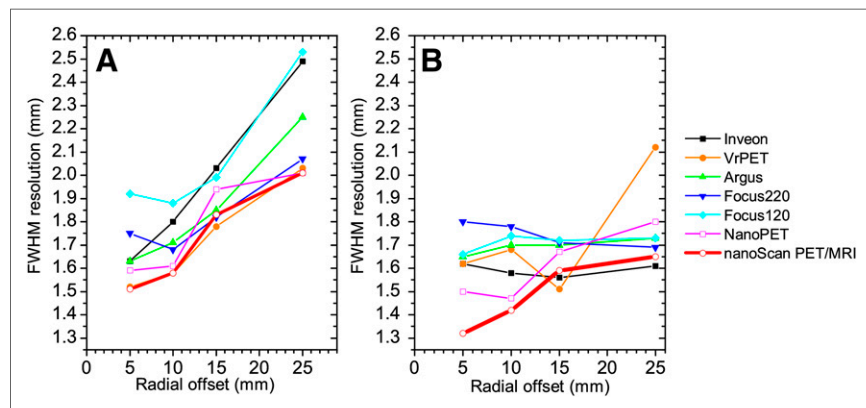 A
FWHM resolution (mm)
2.6
2.5
2.4
2.3
2.2
2.1
2.0
1.9
1.8
1.7
1.6
1.5
1.4
1.3
0 5 10 15 20 25
Radial offset (mm)
B
FWHM resolution (mm)
2.6
2.5
2.4
2.3
2.2
2.1
2.0
1.9
1.8
1.7
1.6
1.5
1.4
1.3
0 5 10 15 20 25
Radial offset (mm)
Inveon
VrPET
Argus
Focus220
Focus120
NanoPET
nanoScan PET/MRI